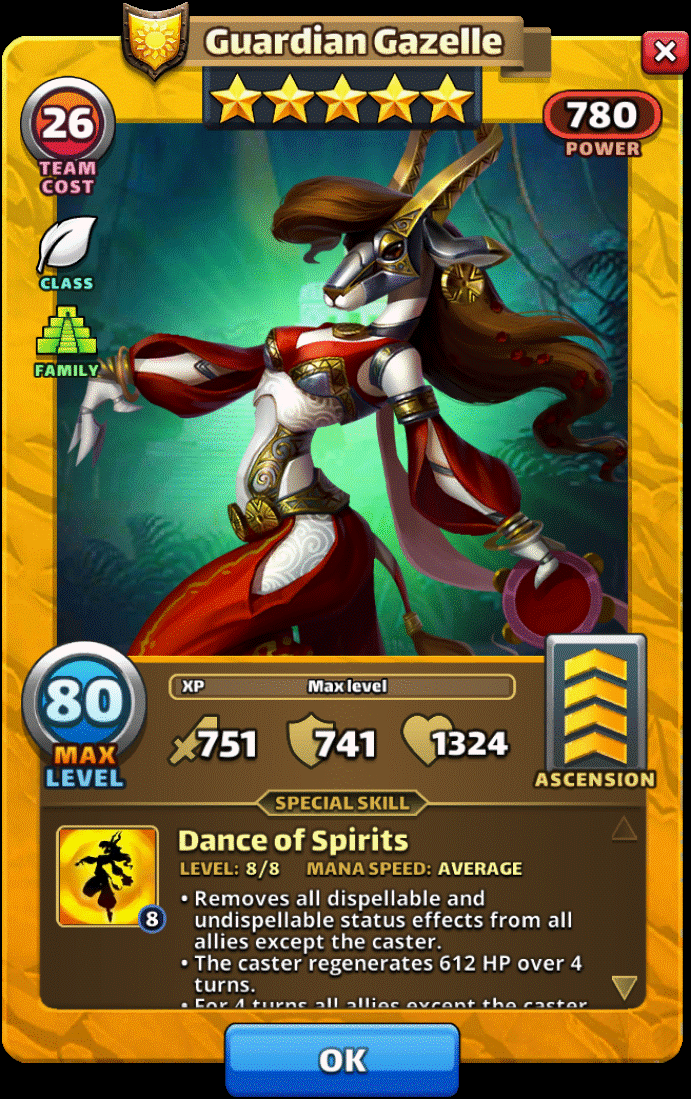 Guardian Gazelle
26
TEAM
COST
780
POWER
CLASS
FAMILY
80
MAX
LEVEL
XP Max level
751 741 1324
ASCENSION
SPECIAL SKILL
Dance of Spirits
LEVEL: 8/8 MANA SPEED: AVERAGE
8
• Removes all dispellable and
undispellable status effects from all
allies except the caster.
• The caster regenerates 612 HP over 4
turns.
• For 4 turns all allies except the caster
OK